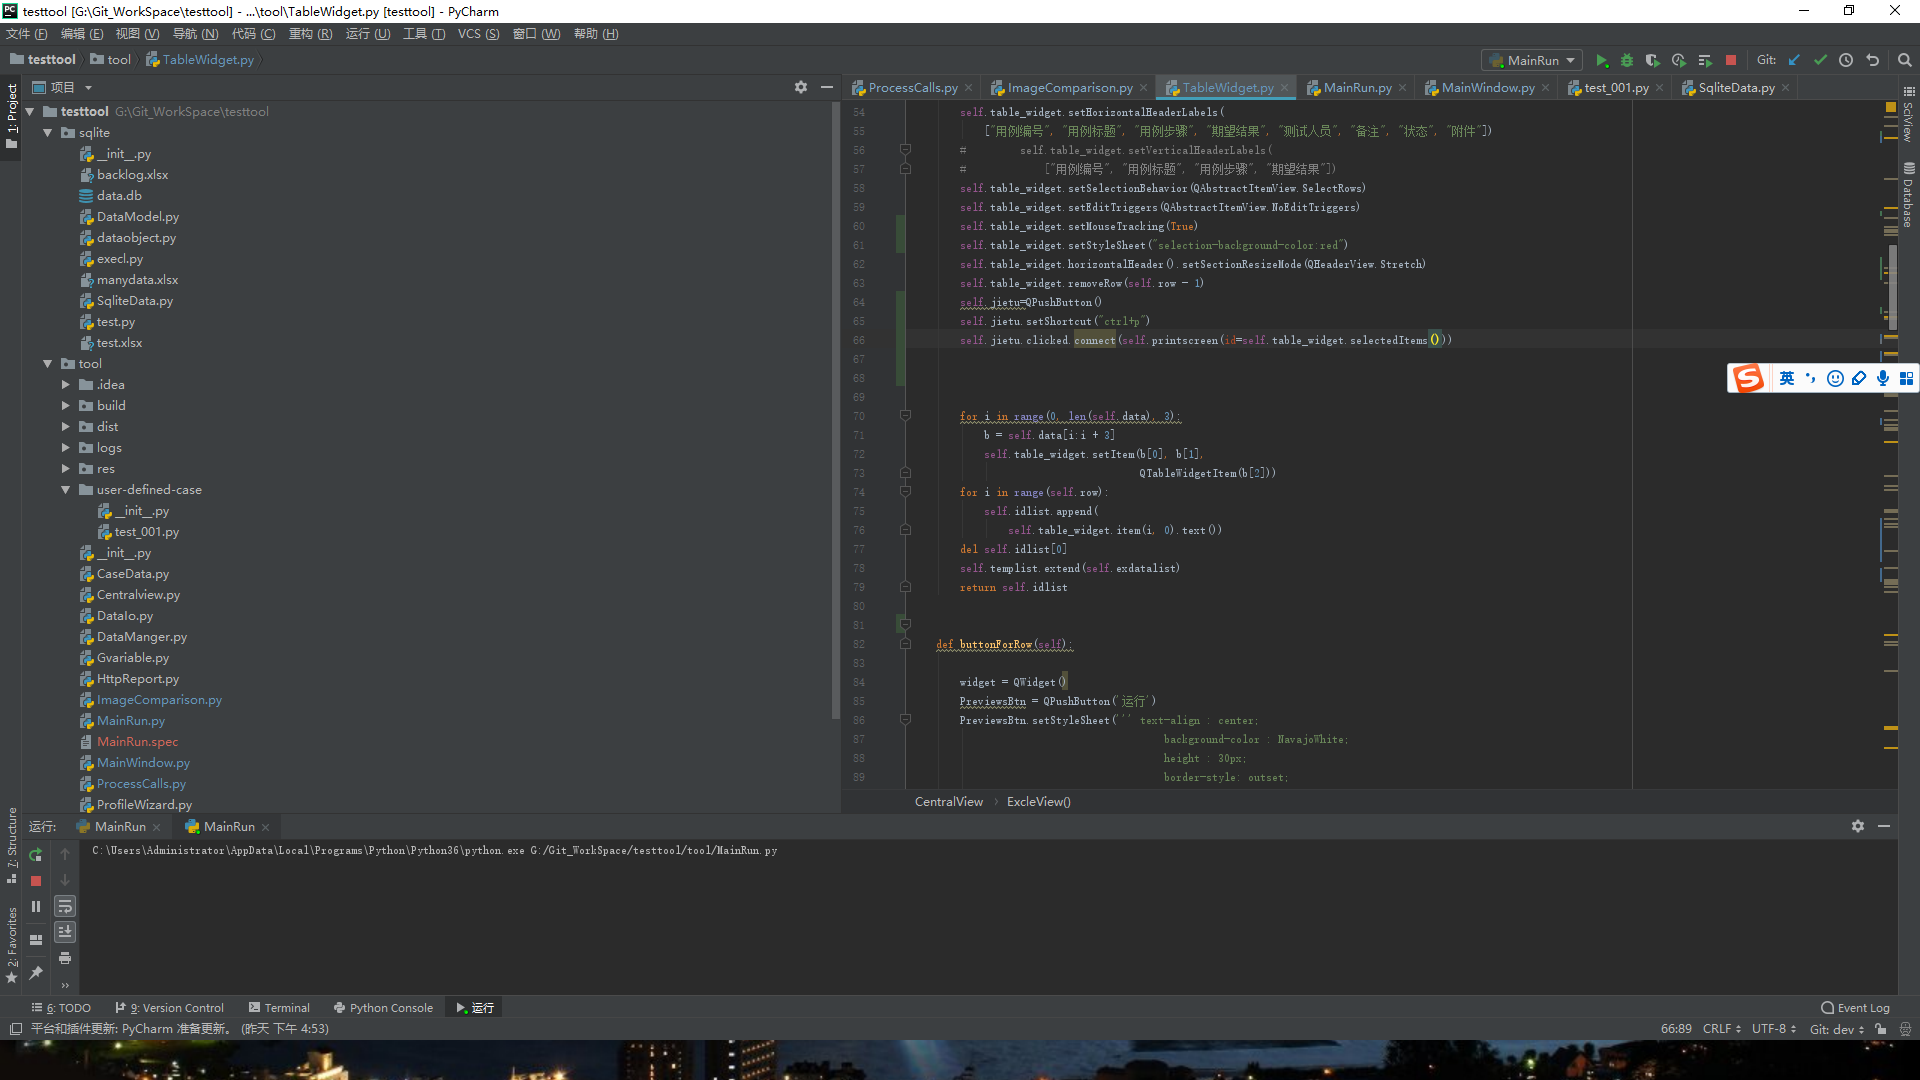 testtool [G:\Git_WorkSpace\testtool] - ...\tool\TableWidget.py [testtool] - PyCharm
文件 (F) 编辑 (E) 视图 (V) 导航 (N) 代码 (C) 重构 (R) 运行 (U) 工具 (T) VCS (S) 窗口 (W) 帮助 (H)
testtool tool TableWidget.py MainRun Git:
1: Project
项目
ProcessCalls.py ImageComparison.py TableWidget.py MainRun.py MainWindow.py test_001.py SqliteData.py
testtool G:\Git_WorkSpace\testtool
sqlite
__init__.py
backlog.xlsx
data.db
DataModel.py
dataobject.py
execl.py
manydata.xlsx
SqliteData.py
test.py
test.xlsx
tool
.idea
build
dist
logs
res
user-defined-case
__init__.py
test_001.py
__init__.py
CaseData.py
Centralview.py
DataIo.py
DataManger.py
Gvariable.py
HttpReport.py
ImageComparison.py
MainRun.py
MainRun.spec
MainWindow.py
ProcessCalls.py
ProfileWizard.py
54 self.table_widget.setHorizontalHeaderLabels(
55 ["用例编号", "用例标题", "用例步骤", "期望结果", "测试人员", "备注", "状态", "附件"])
56 # self.table_widget.setVerticalHeaderLabels(
57 # ["用例编号", "用例标题", "用例步骤", "期望结果"])
58 self.table_widget.setSelectionBehavior(QAbstractItemView.SelectRows)
59 self.table_widget.setEditTriggers(QAbstractItemView.NoEditTriggers)
60 self.table_widget.setMouseTracking(True)
61 self.table_widget.setStyleSheet("selection-background-color:red")
62 self.table_widget.horizontalHeader().setSectionResizeMode(QHeaderView.Stretch)
63 self.table_widget.removeRow(self.row - 1)
64 self.jietu=QPushButton()
65 self.jietu.setShortcut("ctrl+p")
66 self.jietu.clicked.connect(self.printscreen(id=self.table_widget.selectedItems()))
67
68
69
70 for i in range(0, len(self.data), 3):
71 b = self.data[i:i + 3]
72 self.table_widget.setItem(b[0], b[1],
73 QTableWidgetItem(b[2]))
74 for i in range(self.row):
75 self.idlist.append(
76 self.table_widget.item(i, 0).text())
77 del self.idlist[0]
78 self.templist.extend(self.exdatalist)
79 return self.idlist
80
81
82 def buttonForRow(self):
83
84 widget = QWidget()
85 PreviewsBtn = QPushButton('运行')
86 PreviewsBtn.setStyleSheet(''' text-align : center;
87 background-color : NavajoWhite;
88 height : 30px;
89 border-style: outset;
CentralView ExcleView()
SciView
Database
英
运行: MainRun MainRun
C:\Users\Administrator\AppData\Local\Programs\Python\Python36\python.exe G:/Git_WorkSpace/testtool/tool/MainRun.py
7: Structure
2: Favorites
6: TODO 9: Version Control Terminal Python Console 运行 Event Log
平台和插件更新: PyCharm 准备更新。 (昨天 下午 4:53) 66:89 CRLF UTF-8 Git: dev